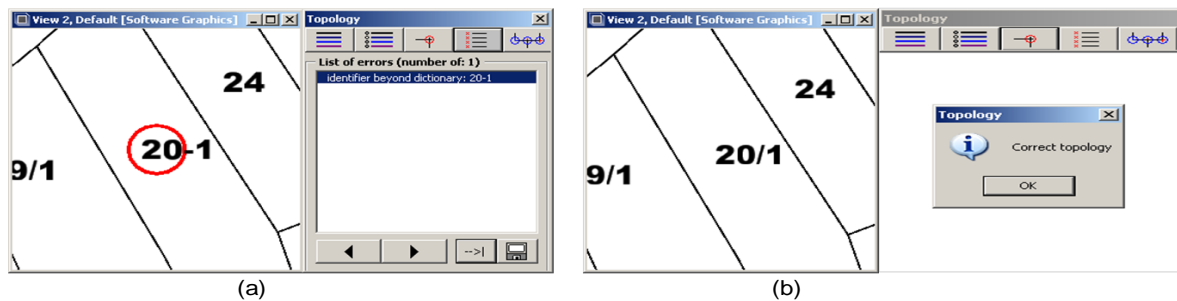 View 2, Default [Software Graphics]
24
20-1
9/1
Topology
List of errors (number of: 1)
identifier beyond dictionary: 20-1
-->|
(a)
View 2, Default [Software Graphics]
24
20/1
9/1
Topology
Topology
Correct topology
OK
(b)